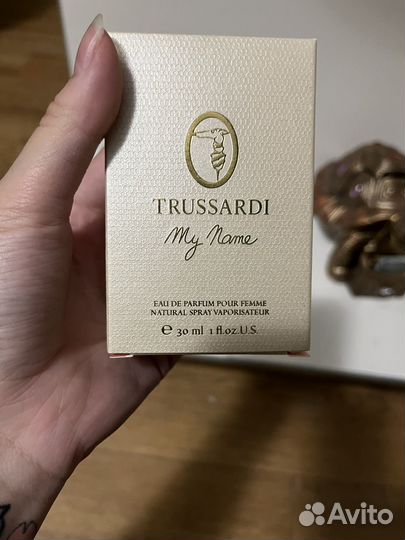 TRUSSARDI
My Name
EAU DE PARFUM POUR FEMME
NATURAL SPRAY VAPORISATEUR
e 30 ml 1 fl.oz.U.S.
Avito